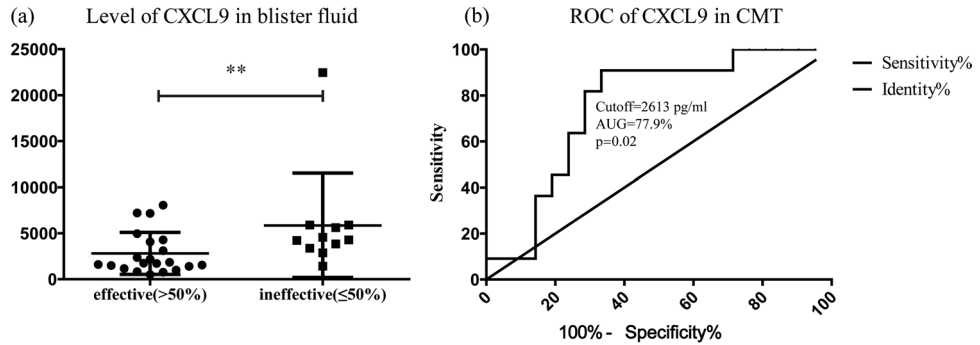 (a)
Level of CXCL9 in blister fluid
25000
20000
15000
10000
5000
0
**
effective(>50%)
ineffective(≤50%)
(b)
ROC of CXCL9 in CMT
100
80
60
40
20
0
Sensitivity
Cutoff=2613 pg/ml
AUG=77.9%
p=0.02
0
20
40
60
80
100
100% - Specificity%
Sensitivity%
Identity%